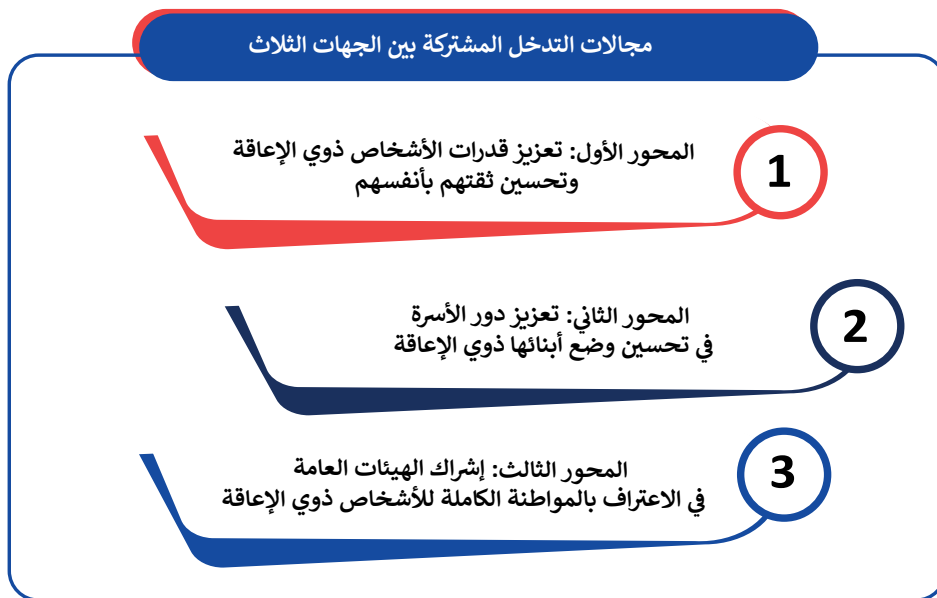 مجالات التدخل المشتركة بين الجهات الثلاث
1
المحور الأول: تعزيز قدرات الأشخاص ذوي الإعاقة
وتحسين ثقتهم بأنفسهم
2
المحور الثاني: تعزيز دور الأسرة
في تحسين وضع أبنائها ذوي الإعاقة
3
المحور الثالث: إشراك الهيئات العامة
في الاعتراف بالمواطنة الكاملة للأشخاص ذوي الإعاقة